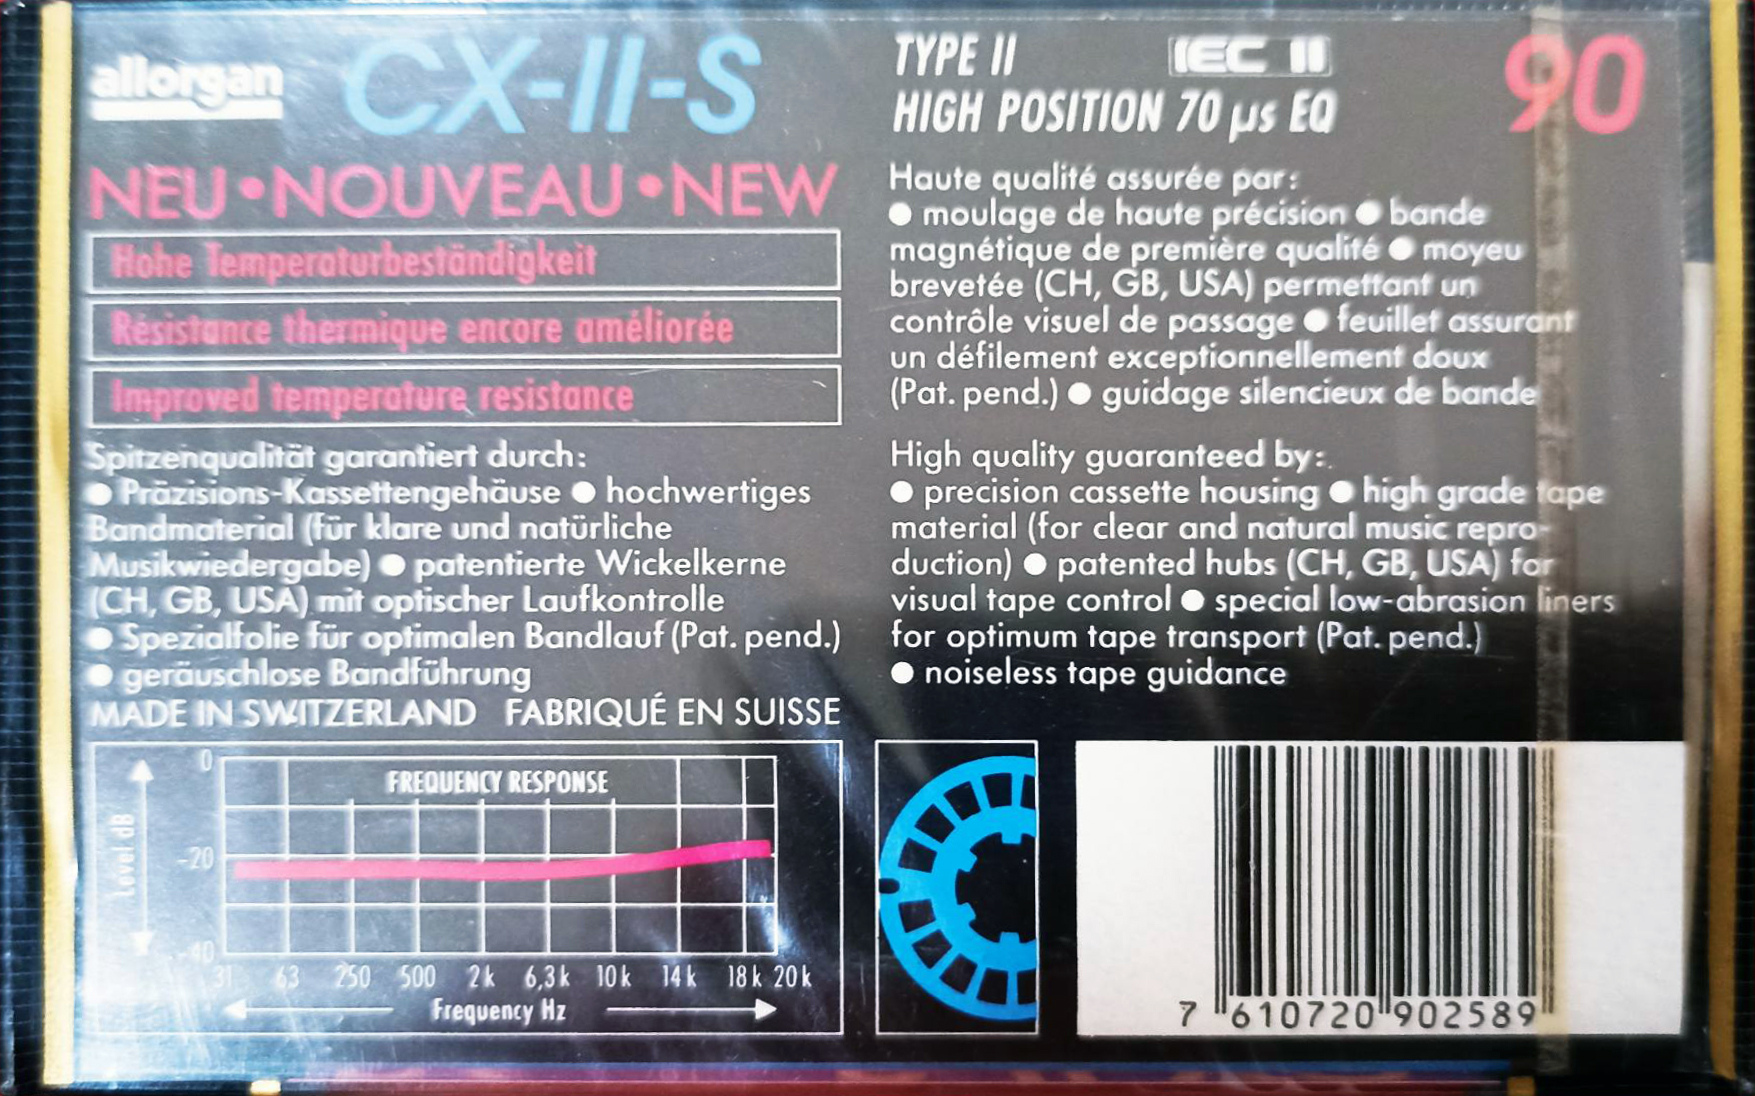 allorgan CX-II-S
NEU•NOUVEAU•NEW
Hohe Temperaturbeständigkeit
Résistance thermique encore améliorée
Improved temperature resistance
Spitzenqualität garantiert durch:
● Präzisions-Kassettengehäuse ● hochwertiges
Bandmaterial (für klare und natürliche
Musikwiedergabe) ● patentierte Wickelkerne
(CH, GB, USA) mit optischer Laufkontrolle
● Spezialfolie für optimalen Bandlauf (Pat. pend.)
● geräuschlose Bandführung
MADE IN SWITZERLAND FABRIQUÉ EN SUISSE
TYPE II IEC II
HIGH POSITION 70 µs EQ
90
Haute qualité assurée par:
● moulage de haute précision ● bande
magnétique de première qualité ● moyeu
brevetée (CH, GB, USA) permettant un
contrôle visuel de passage ● feuillet assurant
un défilement exceptionnellement doux
(Pat. pend.) ● guidage silencieux de bande
High quality guaranteed by:
● precision cassette housing ● high grade tape
material (for clear and natural music repro-
duction) ● patented hubs (CH, GB, USA) for
visual tape control ● special low-abrasion liners
for optimum tape transport (Pat. pend.)
● noiseless tape guidance
FREQUENCY RESPONSE
Level dB
0
-20
-40
31 63 250 500 2k 6,3k 10k 14k 18k 20k
Frequency Hz
7 610720 902589